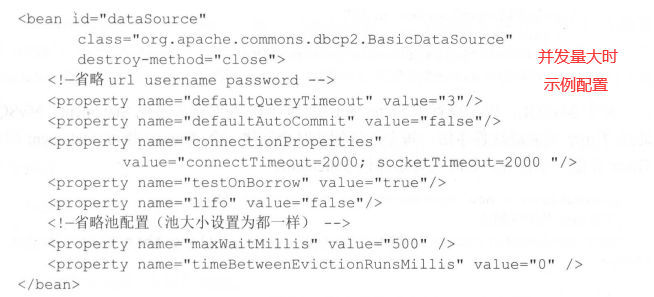 <bean id="dataSource"
class="org.apache.commons.dbcp2.BasicDataSource"
destroy-method="close">
<!—省略 url username password -->
<property name="defaultQueryTimeout" value="3"/>
<property name="defaultAutoCommit" value="false"/>
<property name="connectionProperties"
value="connectTimeout=2000; socketTimeout=2000 "/>
<property name="testOnBorrow" value="true"/>
<property name="lifo" value="false"/>
<!—省略池配置（池大小设置为都一样） -->
<property name="maxWaitMillis" value="500" />
<property name="timeBetweenEvictionRunsMillis" value="0" />
</bean>
并发量大时
示例配置